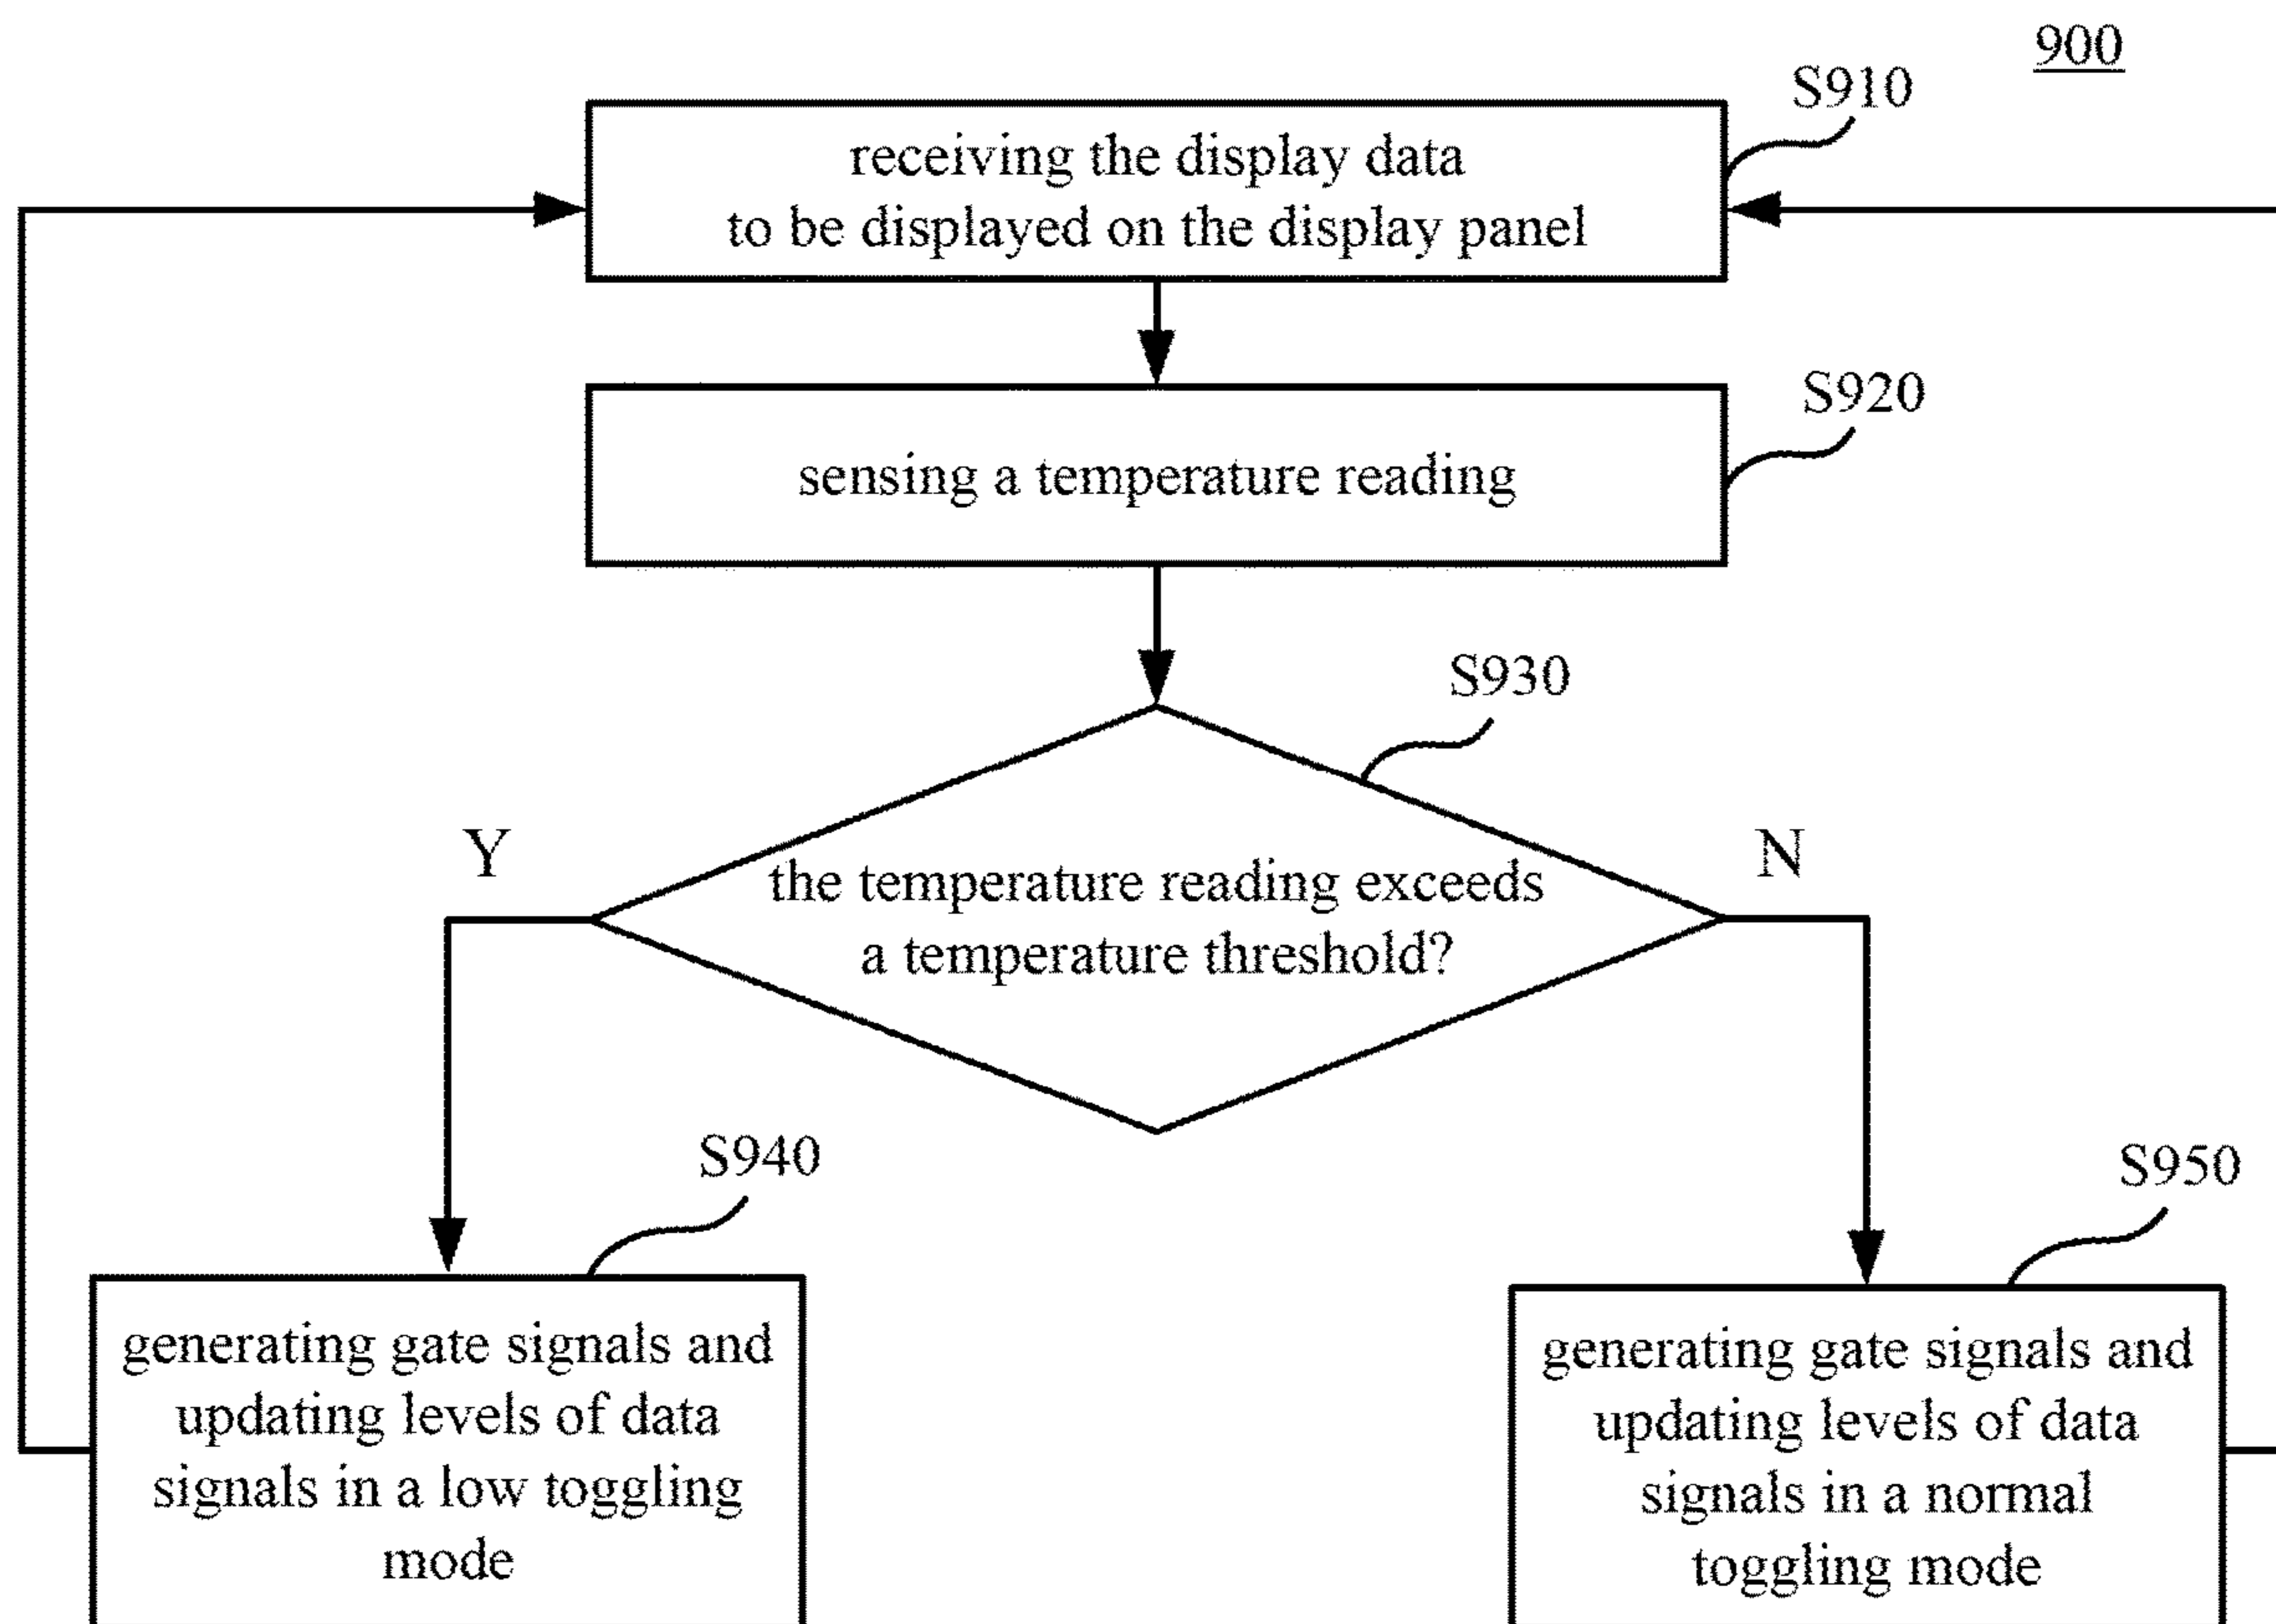 900
S910
receiving the display data
to be displayed on the display panel
S920
sensing a temperature reading
S930
Y
N
the temperature reading exceeds
a temperature threshold?
S940
S950
generating gate signals and
updating levels of data
signals in a low toggling
mode
generating gate signals and
updating levels of data
signals in a normal
toggling mode